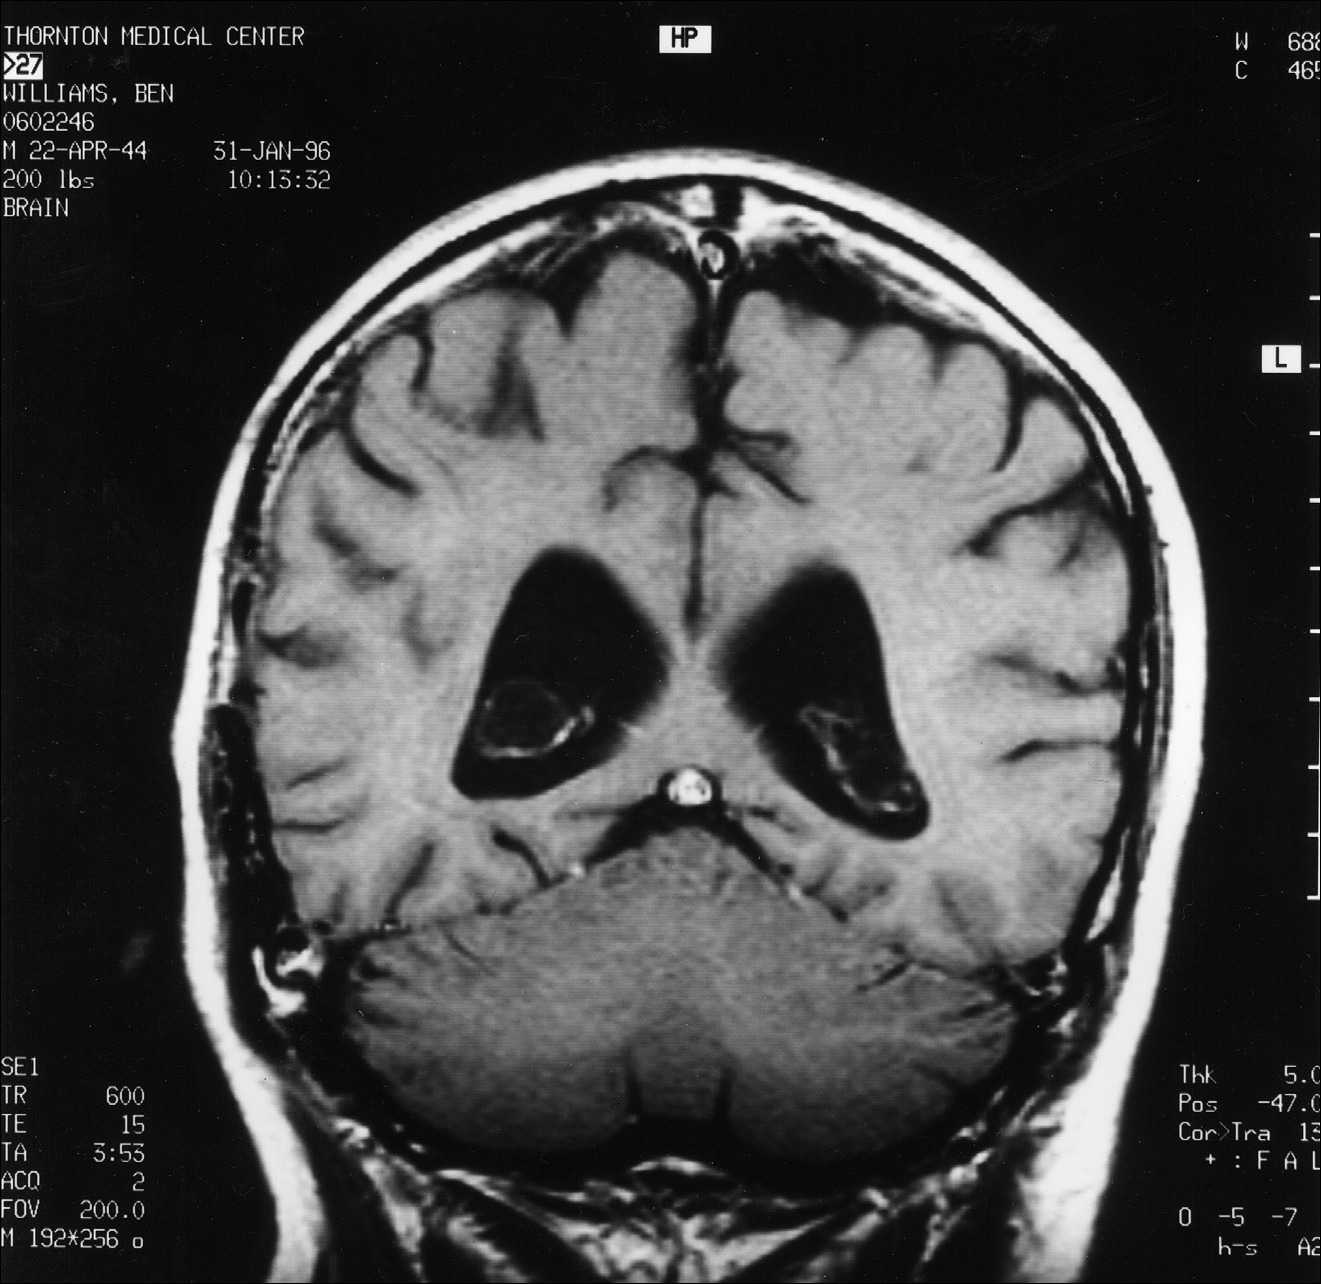 THORNTON MEDICAL CENTER
>27
WILLIAMS, BEN
0602246
M 22-APR-44 31-JAN-96
200 lbs 10:13:32
BRAIN
HP
W 688
C 465
L
SE1
TR 600
TE 15
TA 3:53
ACQ 2
FOV 200.0
M 192*256 o
Thk 5.0
Pos -47.0
Cor>Tra 13
+ : F A L
0 -5 -7
h-s A2